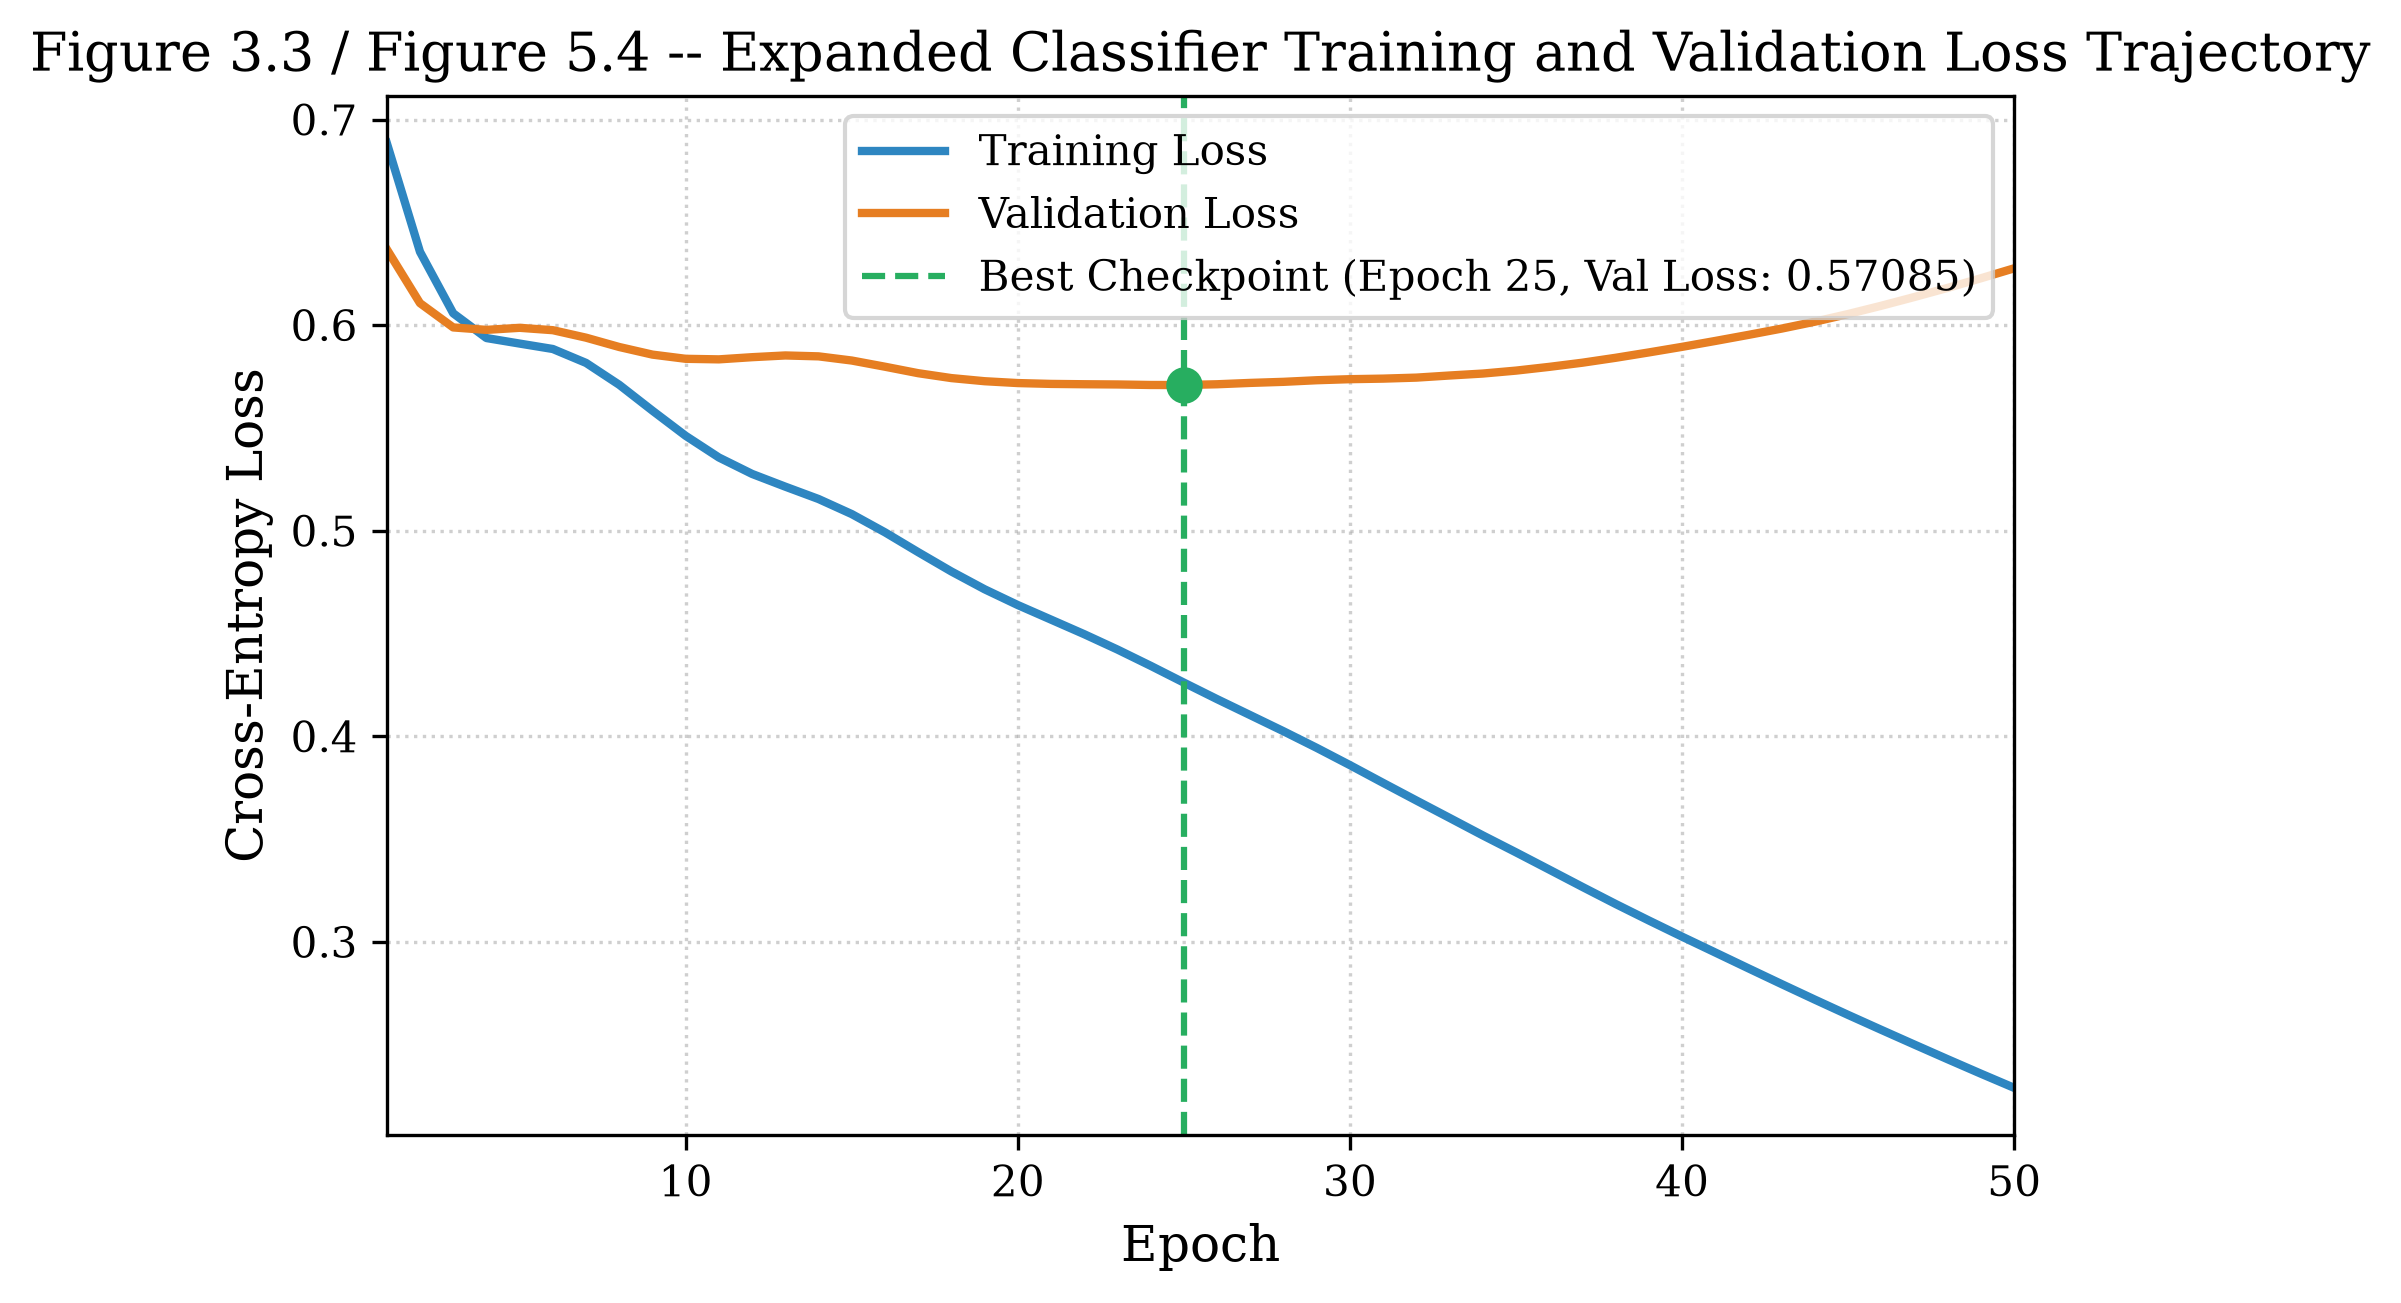 Figure 3.3 / Figure 5.4 -- Expanded Classifier Training and Validation Loss Trajectory
Training Loss
Validation Loss
Best Checkpoint (Epoch 25, Val Loss: 0.57085)
Cross-Entropy Loss
0.7
0.6
0.5
0.4
0.3
10 20 30 40 50
Epoch